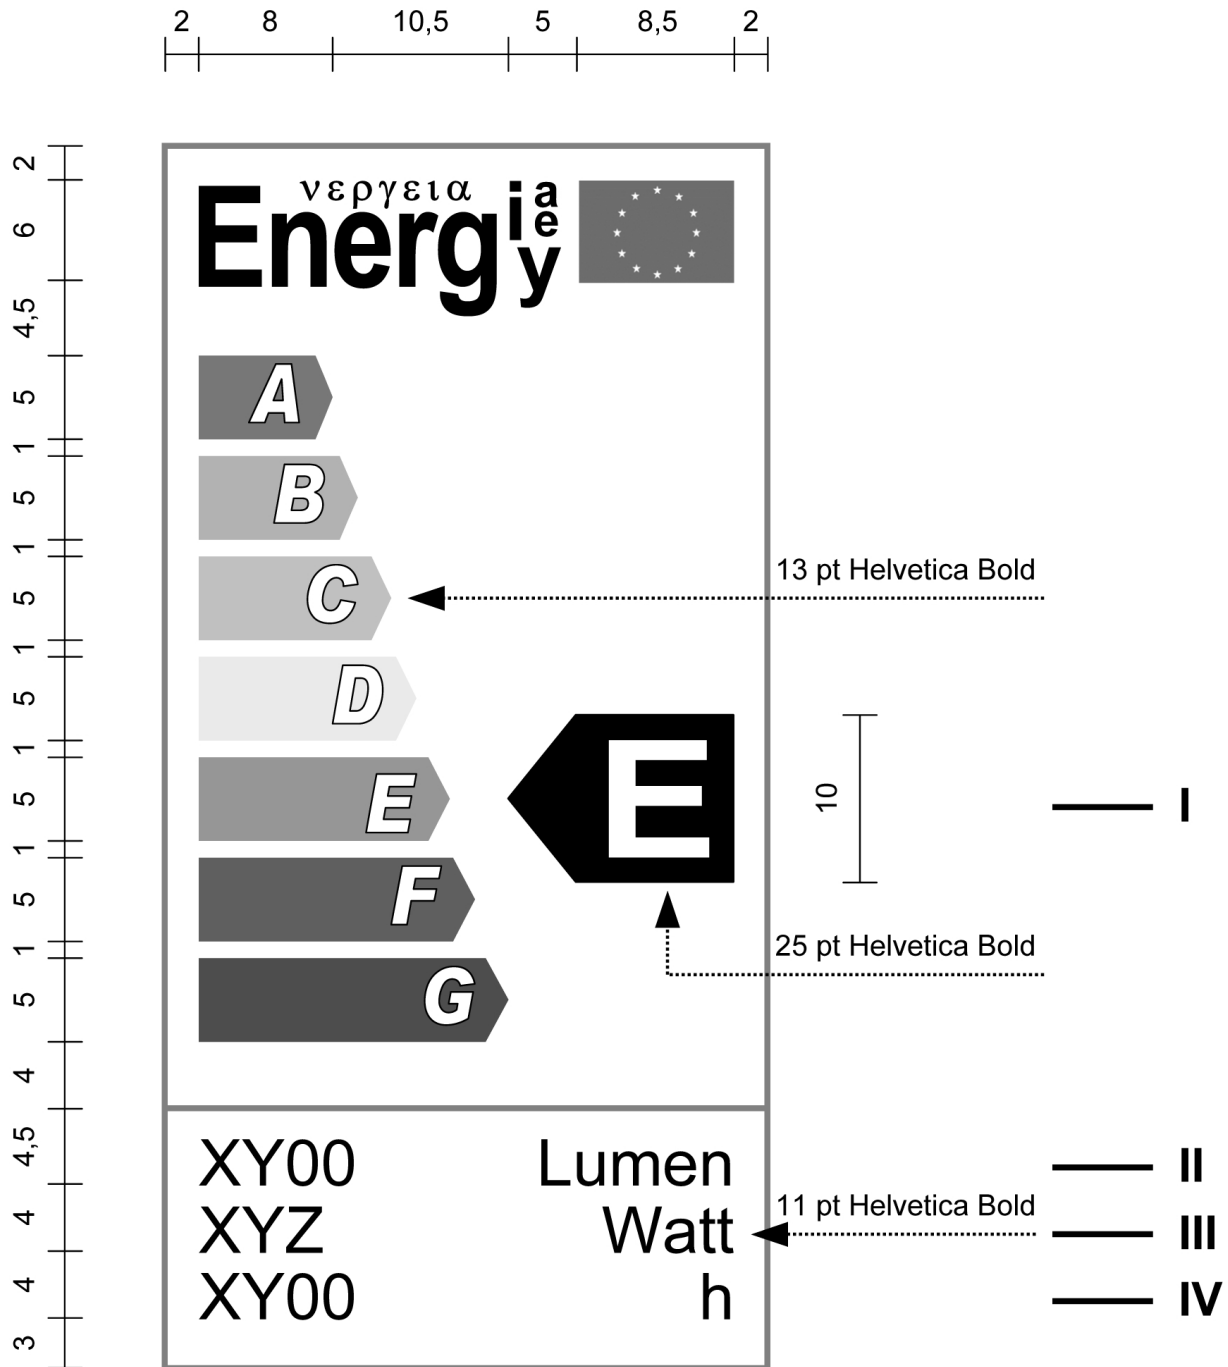 2 8 10,5 5 8,5 2
2
6
4,5
5
1
5
1
5
1
5
1
5
1
5
1
5
4
4,5
4
4
3
νεργεια
Energ i a
e
y
A
B
C
13 pt Helvetica Bold
D
E
E
10
I
F
25 pt Helvetica Bold
G
XY00 Lumen
II
11 pt Helvetica Bold
XYZ Watt
III
XY00 h
IV